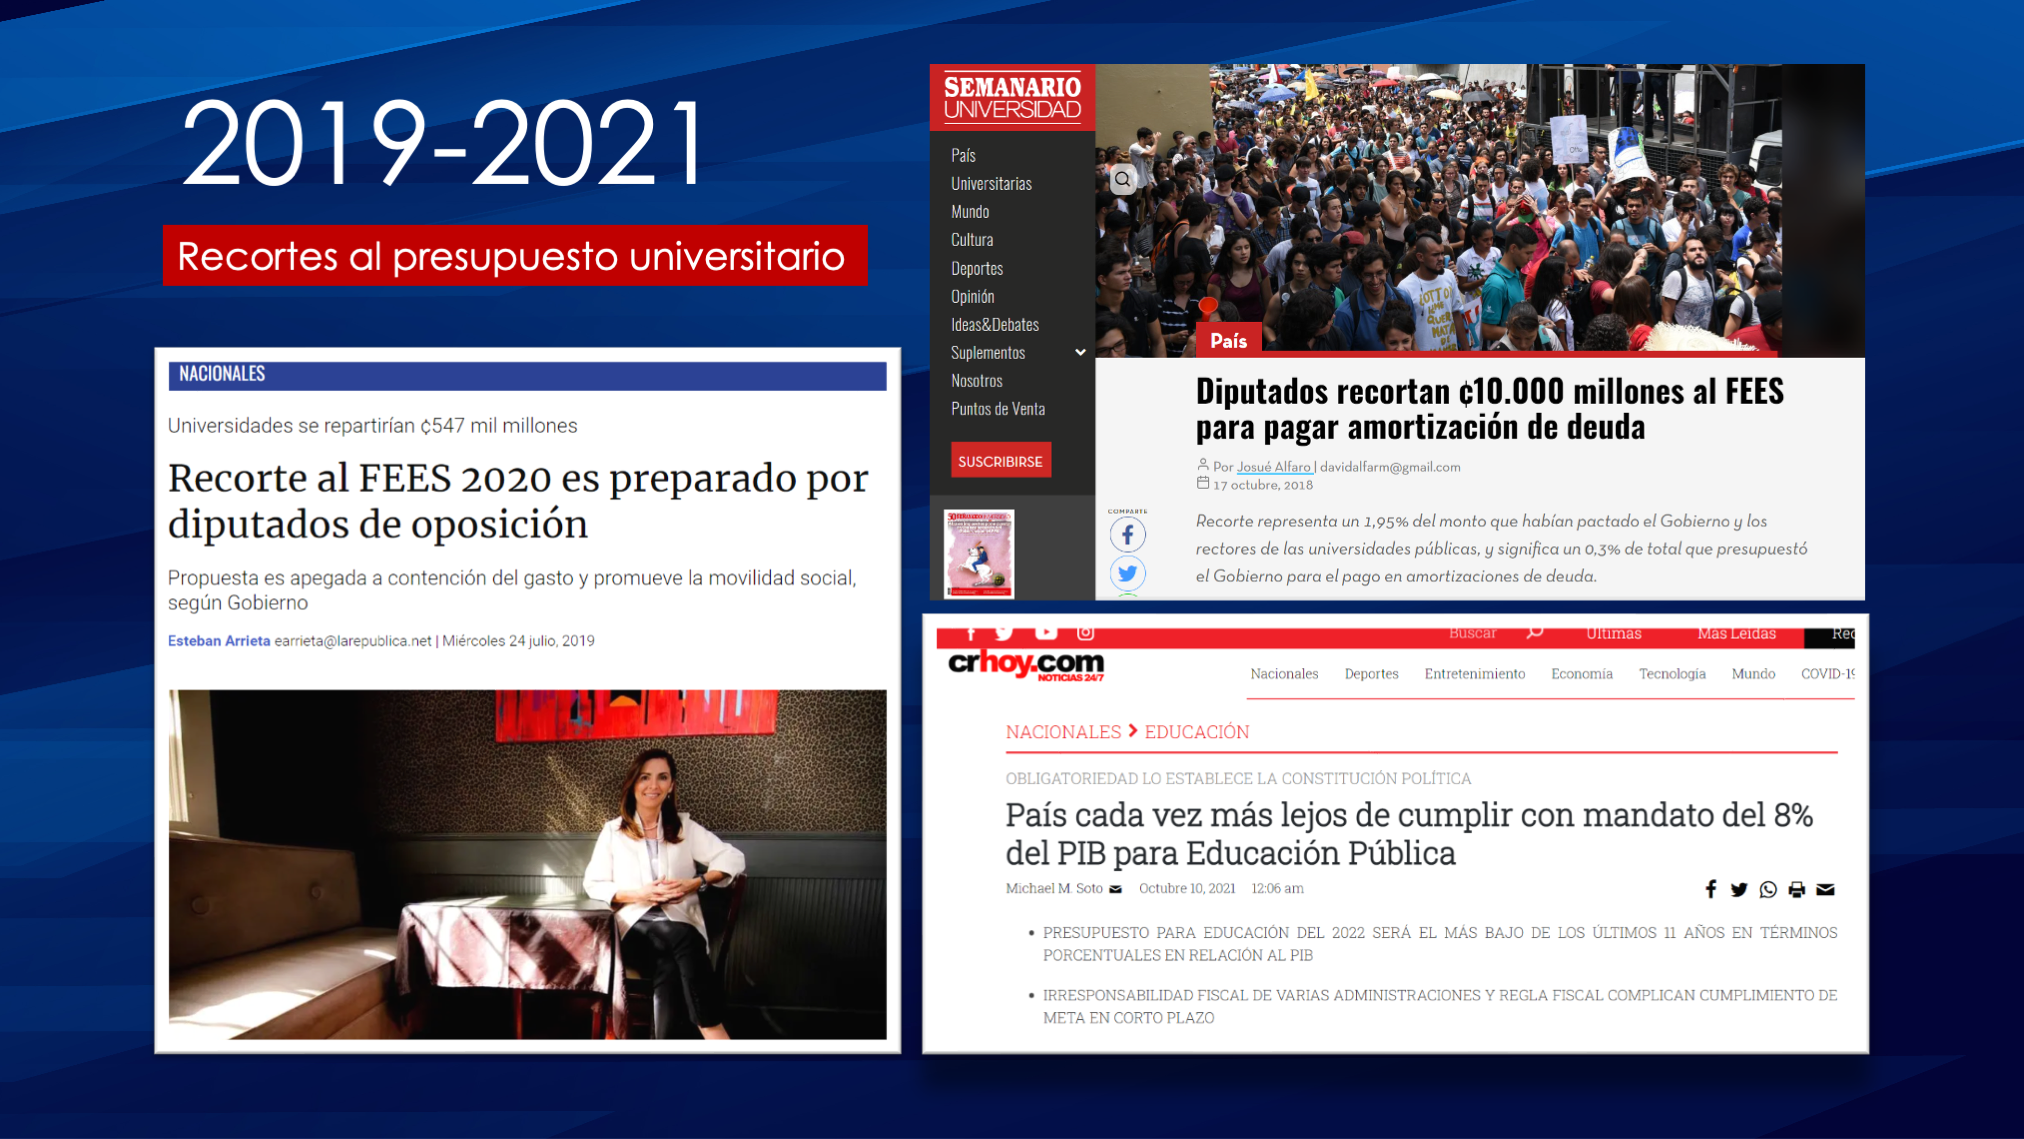 2019-2021
Recortes al presupuesto universitario
NACIONALES
Universidades se repartirían ₡547 mil millones
Recorte al FEES 2020 es preparado por
diputados de oposición
Propuesta es apegada a contención del gasto y promueve la movilidad social,
según Gobierno
Esteban Arrieta earrieta@larepublica.net | Miércoles 24 julio, 2019
SEMANARIO
UNIVERSIDAD
País
Universitarias
Mundo
Cultura
Deportes
Opinión
Ideas&Debates
Suplementos
Nosotros
Puntos de Venta
SUSCRIBIRSE
País
Diputados recortan ₡10.000 millones al FEES
para pagar amortización de deuda
Por Josué Alfaro | davidalfarm@gmail.com
17 octubre, 2018
COMPARTE
Recorte representa un 1,95% del monto que habían pactado el Gobierno y los
rectores de las universidades públicas, y significa un 0,3% de total que presupuestó
el Gobierno para el pago en amortizaciones de deuda.
Buscar Últimas Más Leídas
crhoy.com
NOTICIAS 24/7
Nacionales Deportes Entretenimiento Economía Tecnología Mundo COVID-19
NACIONALES > EDUCACIÓN
OBLIGATORIEDAD LO ESTABLECE LA CONSTITUCIÓN POLÍTICA
País cada vez más lejos de cumplir con mandato del 8%
del PIB para Educación Pública
Michael M. Soto Octubre 10, 2021 12:06 am
• PRESUPUESTO PARA EDUCACIÓN DEL 2022 SERÁ EL MÁS BAJO DE LOS ÚLTIMOS 11 AÑOS EN TÉRMINOS
PORCENTUALES EN RELACIÓN AL PIB
• IRRESPONSABILIDAD FISCAL DE VARIAS ADMINISTRACIONES Y REGLA FISCAL COMPLICAN CUMPLIMIENTO DE
META EN CORTO PLAZO